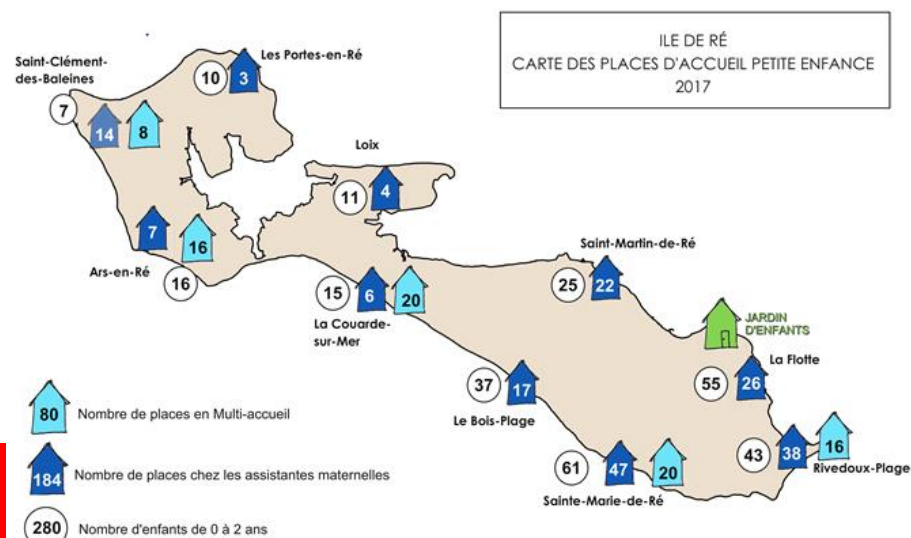 ILE DE RÉ
CARTE DES PLACES D'ACCUEIL PETITE ENFANCE
2017
Saint-Clément-
des-Baleines
7
14
8
Les Portes-en-Ré
10
3
Loix
11
4
7
16
Ars-en-Ré
16
Saint-Martin-de-Ré
25
22
15
6
20
La Couarde-
sur-Mer
JARDIN
D'ENFANTS
La Flotte
55
26
37
17
Le Bois-Plage
43
38
16
Rivedoux-Plage
61
47
20
Sainte-Marie-de-Ré
80
Nombre de places en Multi-accueil
184
Nombre de places chez les assistantes maternelles
280
Nombre d'enfants de 0 à 2 ans